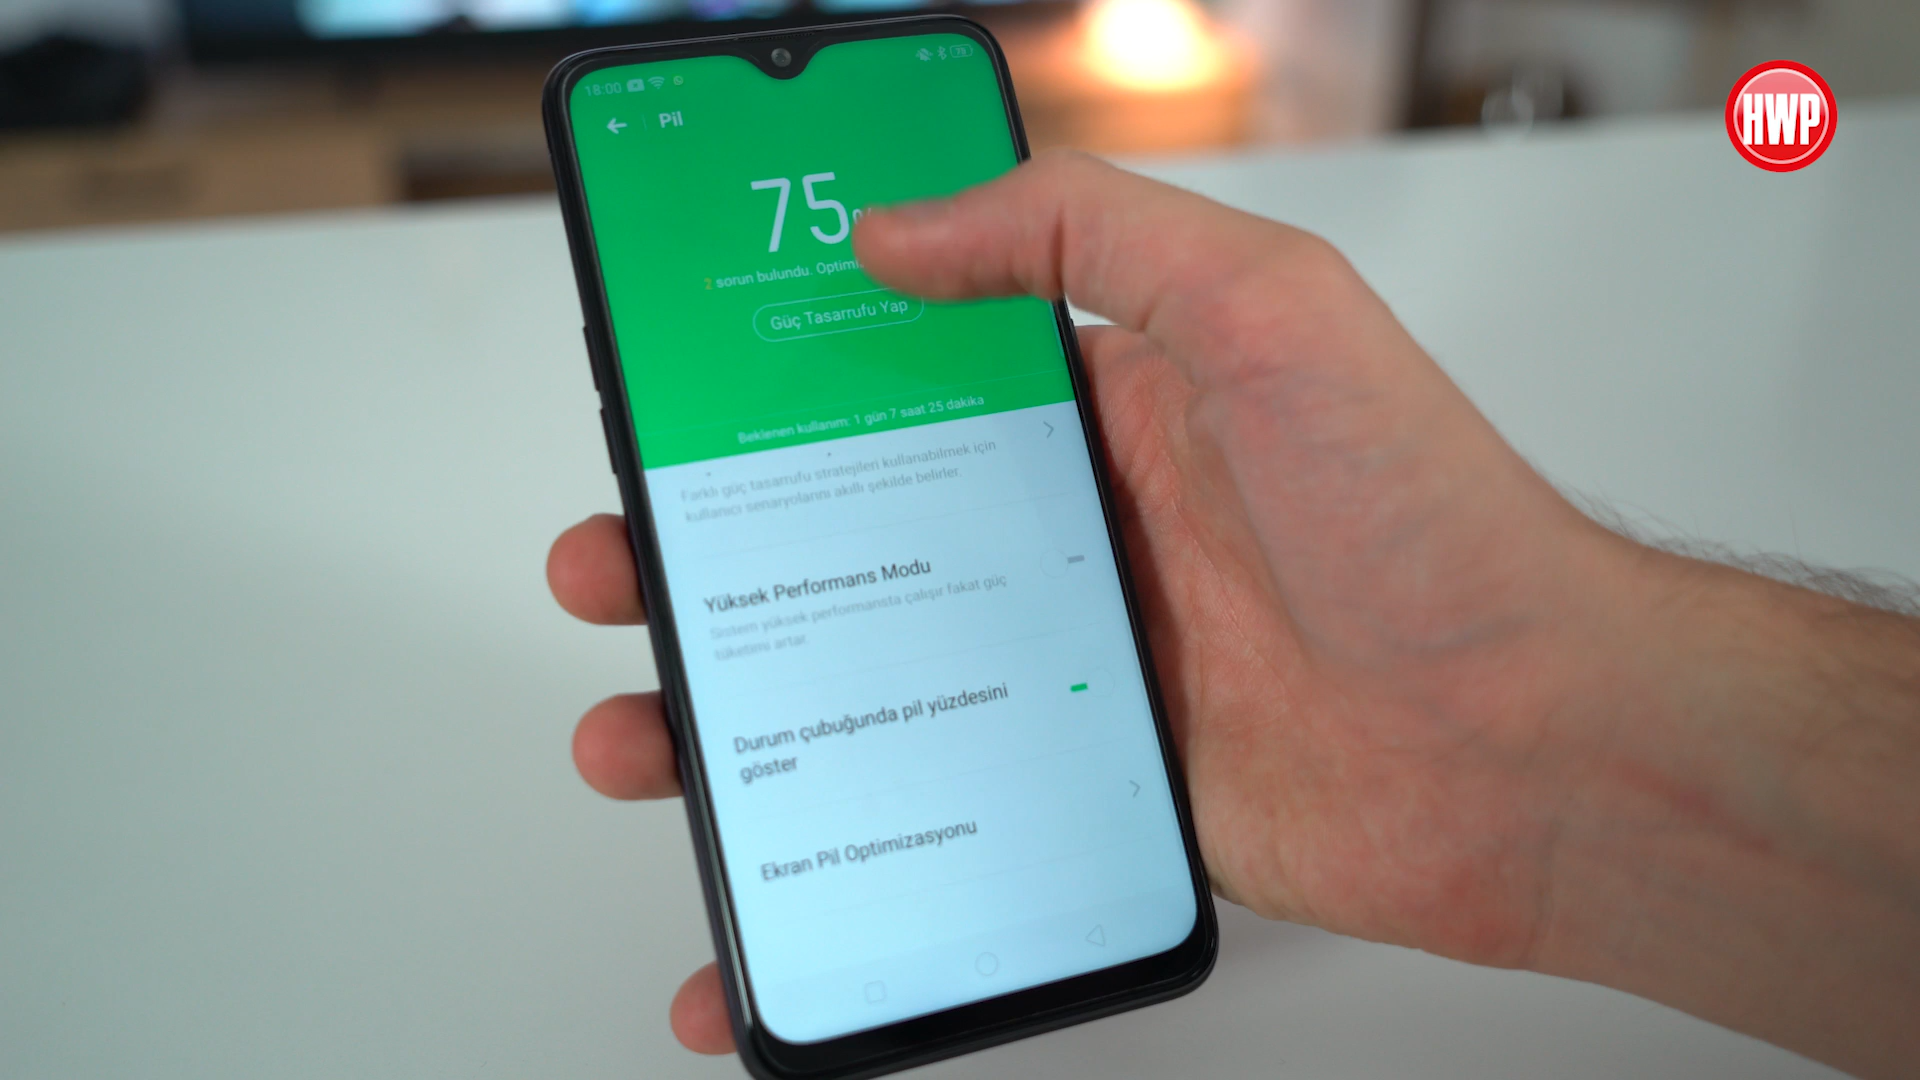 18:00
75
HWP
Pil
75
2 sorun bulundu.
Güç Tasarrufu Yap
Beklenen kullanım: 1 gün 7 saat 25 dakika
Farklı güç tasarrufu stratejileri kullanabilmek için
kullanıcı senaryolarını akıllı şekilde belirler.
Yüksek Performans Modu
Sistem yüksek performansta çalışır fakat güç
tüketimi artar.
Durum çubuğunda pil yüzdesini
göster
Ekran Pil Optimizasyonu